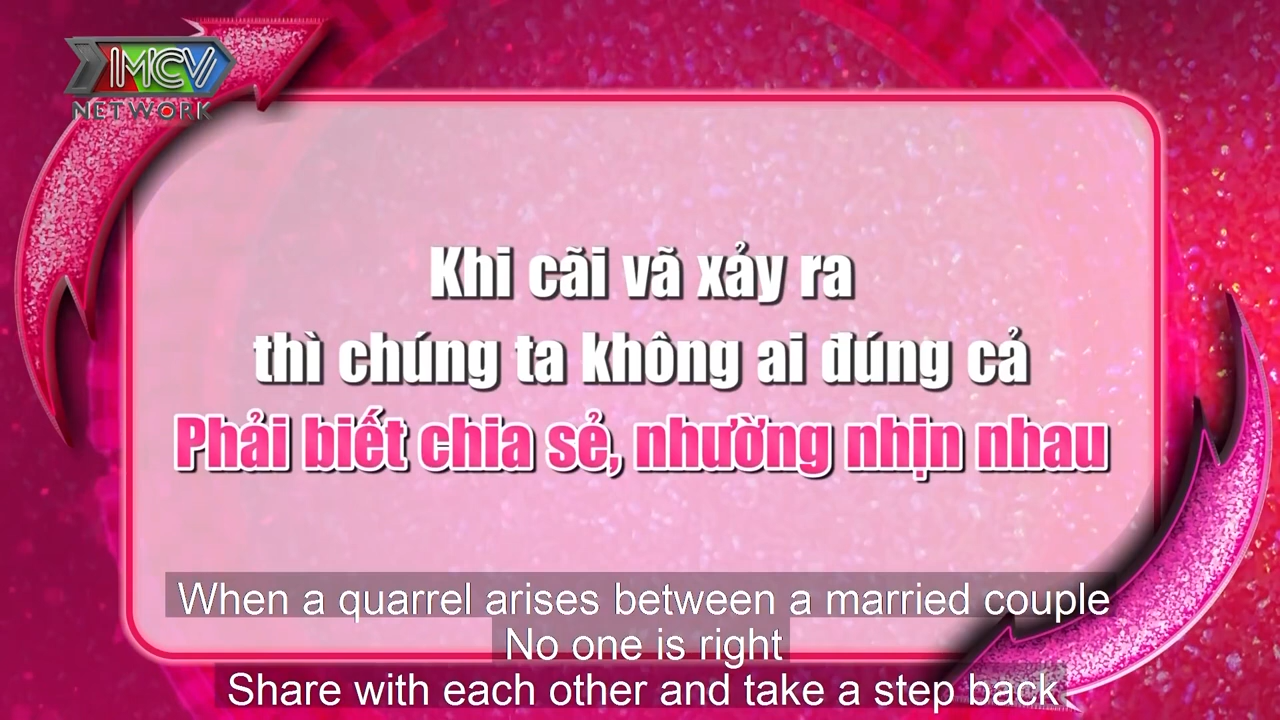 MCV
NETWORK
Khi cãi vã xảy ra
thì chúng ta không ai đúng cả
Phải biết chia sẻ, nhường nhịn nhau
When a quarrel arises between a married couple
No one is right
Share with each other and take a step back